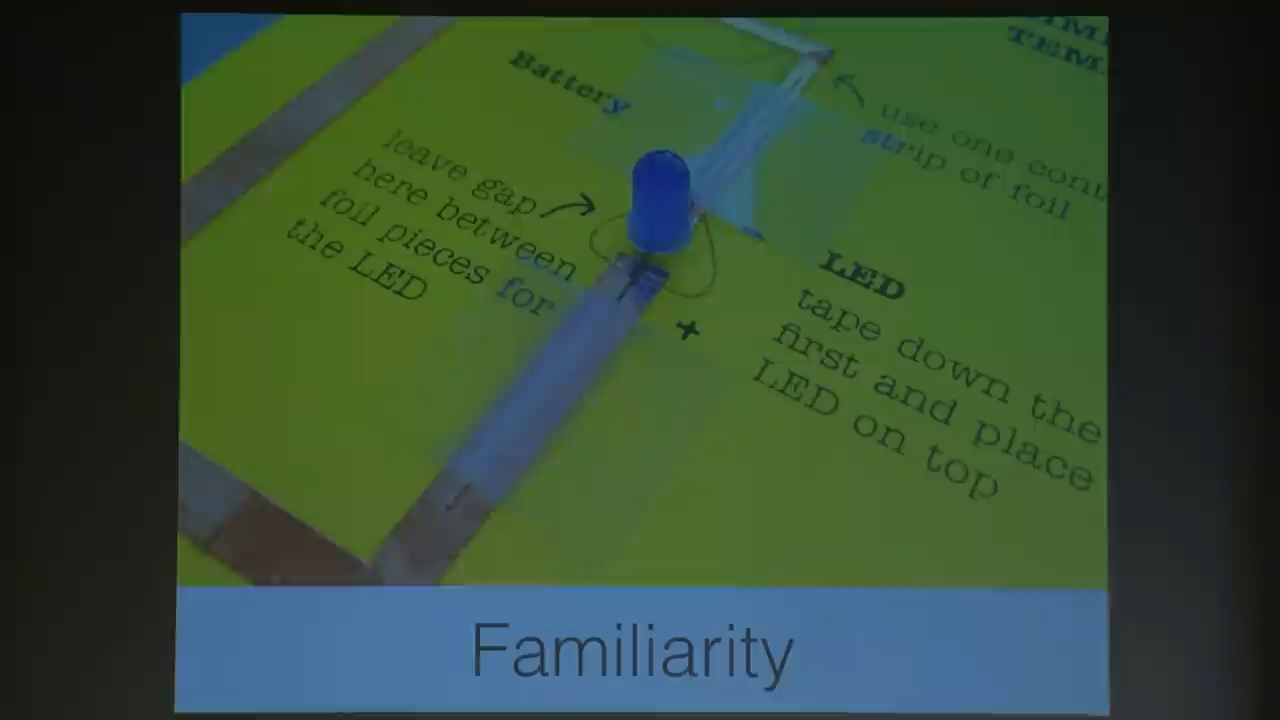 TEM
Battery
use one
strip of foil
leave gap
here between
foil pieces for
the LED
+
LED
tape down the
first and place
LED on top
Familiarity